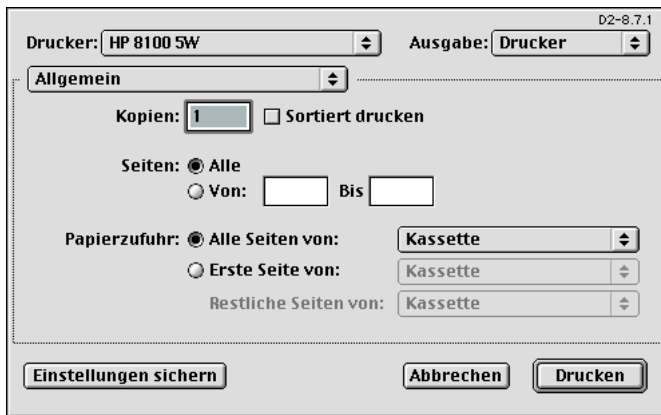 D2-8.7.1
Drucker: HP 8100 5W Ausgabe: Drucker
Allgemein
Kopien: 1 Sortiert drucken
Seiten: Alle
Von: Bis
Papierzufuhr: Alle Seiten von: Kassette
Erste Seite von: Kassette
Restliche Seiten von: Kassette
Einstellungen sichern Abbrechen Drucken